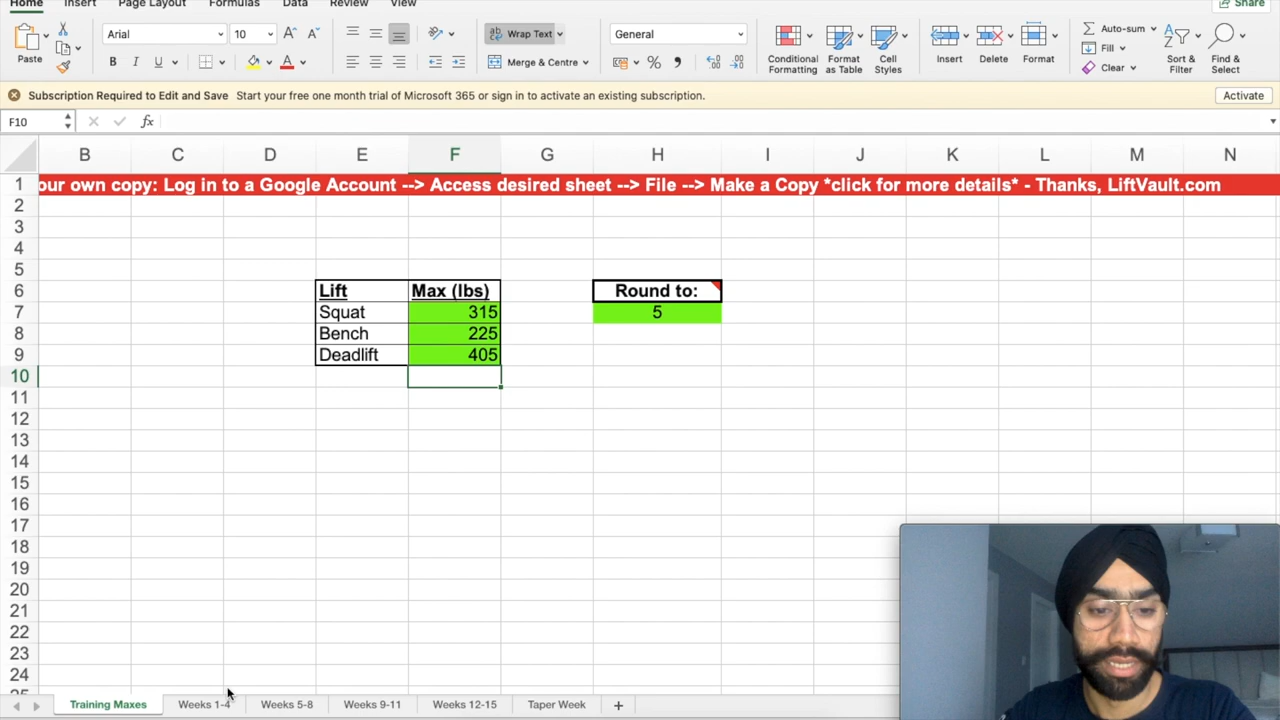 Home Insert Page Layout Formulas Data Review View Share
Paste
Arial 10
B I U
A
Wrap Text
Merge & Centre
General
%
Conditional Formatting
Format as Table
Cell Styles
Insert
Delete
Format
Auto-sum
Fill
Clear
Sort & Filter
Find & Select
Subscription Required to Edit and Save Start your free one month trial of Microsoft 365 or sign in to activate an existing subscription. Activate
F10 fx
B C D E F G H I J K L M N
1 our own copy: Log in to a Google Account --> Access desired sheet --> File --> Make a Copy *click for more details* - Thanks, LiftVault.com
2
3
4
5
6 Lift Max (lbs) Round to:
7 Squat 315 5
8 Bench 225
9 Deadlift 405
10
11
12
13
14
15
16
17
18
19
20
21
22
23
24
Training Maxes Weeks 1-4 Weeks 5-8 Weeks 9-11 Weeks 12-15 Taper Week +